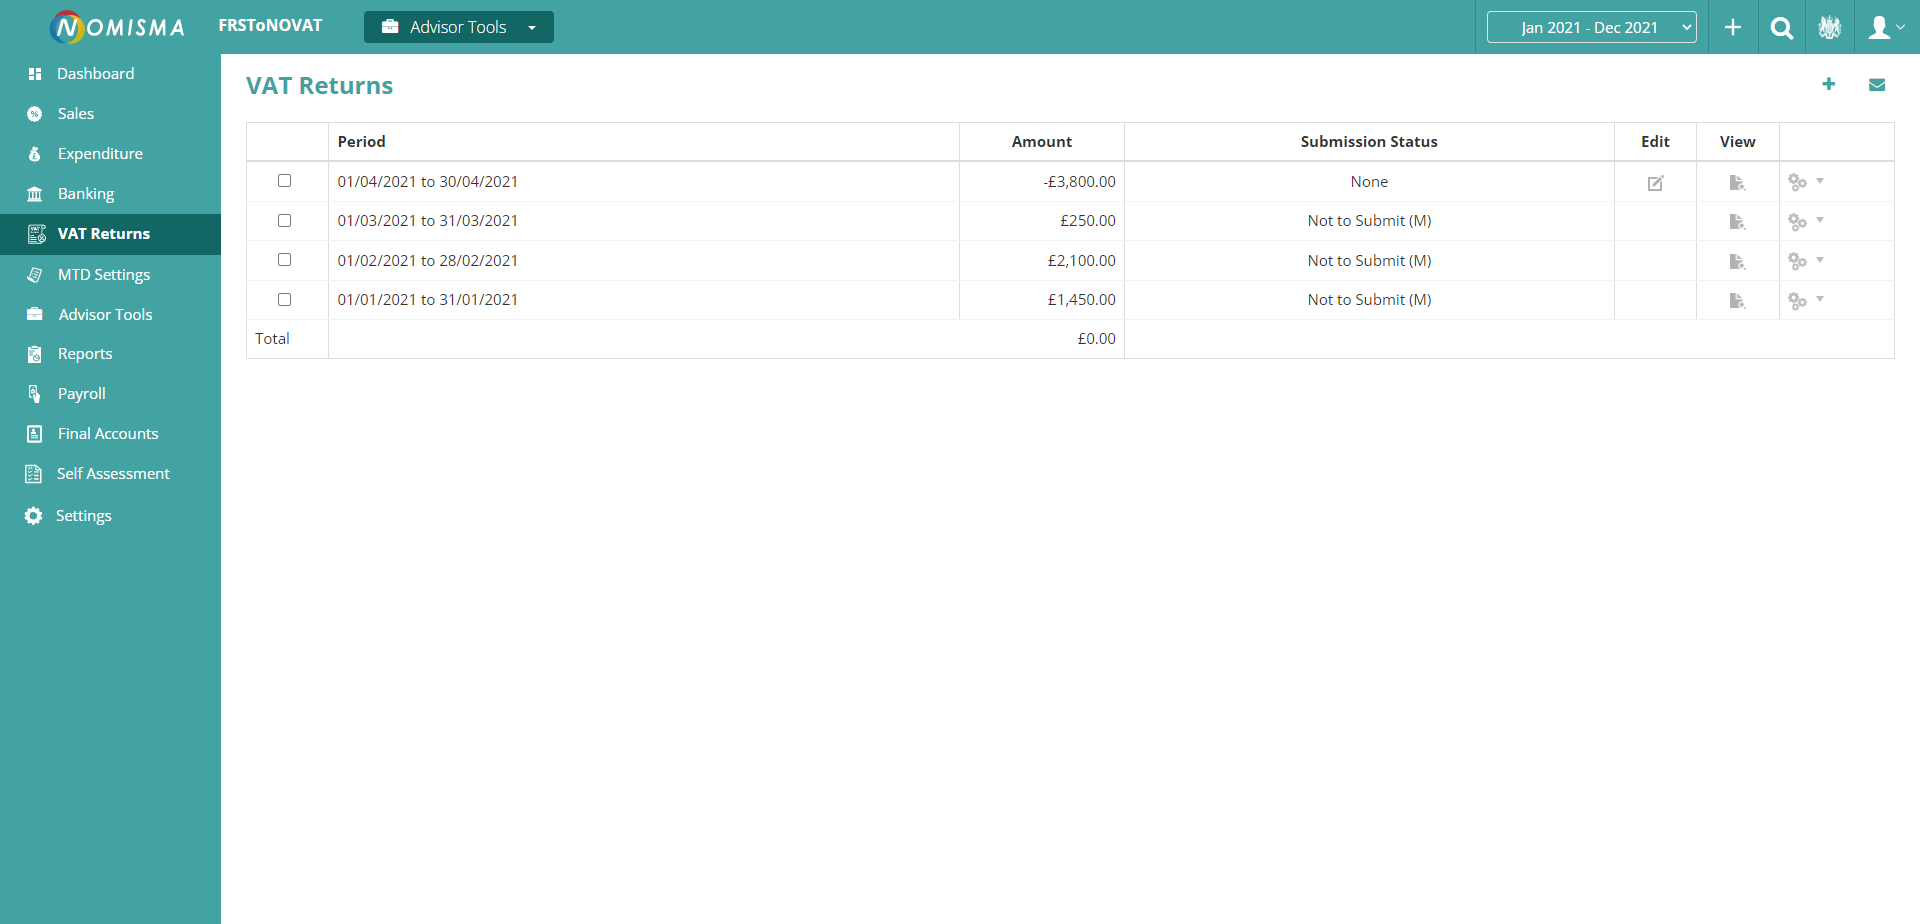 NOMISMA FRSToNOVAT Advisor Tools Jan 2021 - Dec 2021
Dashboard
Sales
Expenditure
Banking
VAT Returns
MTD Settings
Advisor Tools
Reports
Payroll
Final Accounts
Self Assessment
Settings
VAT Returns
Period Amount Submission Status Edit View
01/04/2021 to 30/04/2021 -£3,800.00 None
01/03/2021 to 31/03/2021 £250.00 Not to Submit (M)
01/02/2021 to 28/02/2021 £2,100.00 Not to Submit (M)
01/01/2021 to 31/01/2021 £1,450.00 Not to Submit (M)
Total £0.00